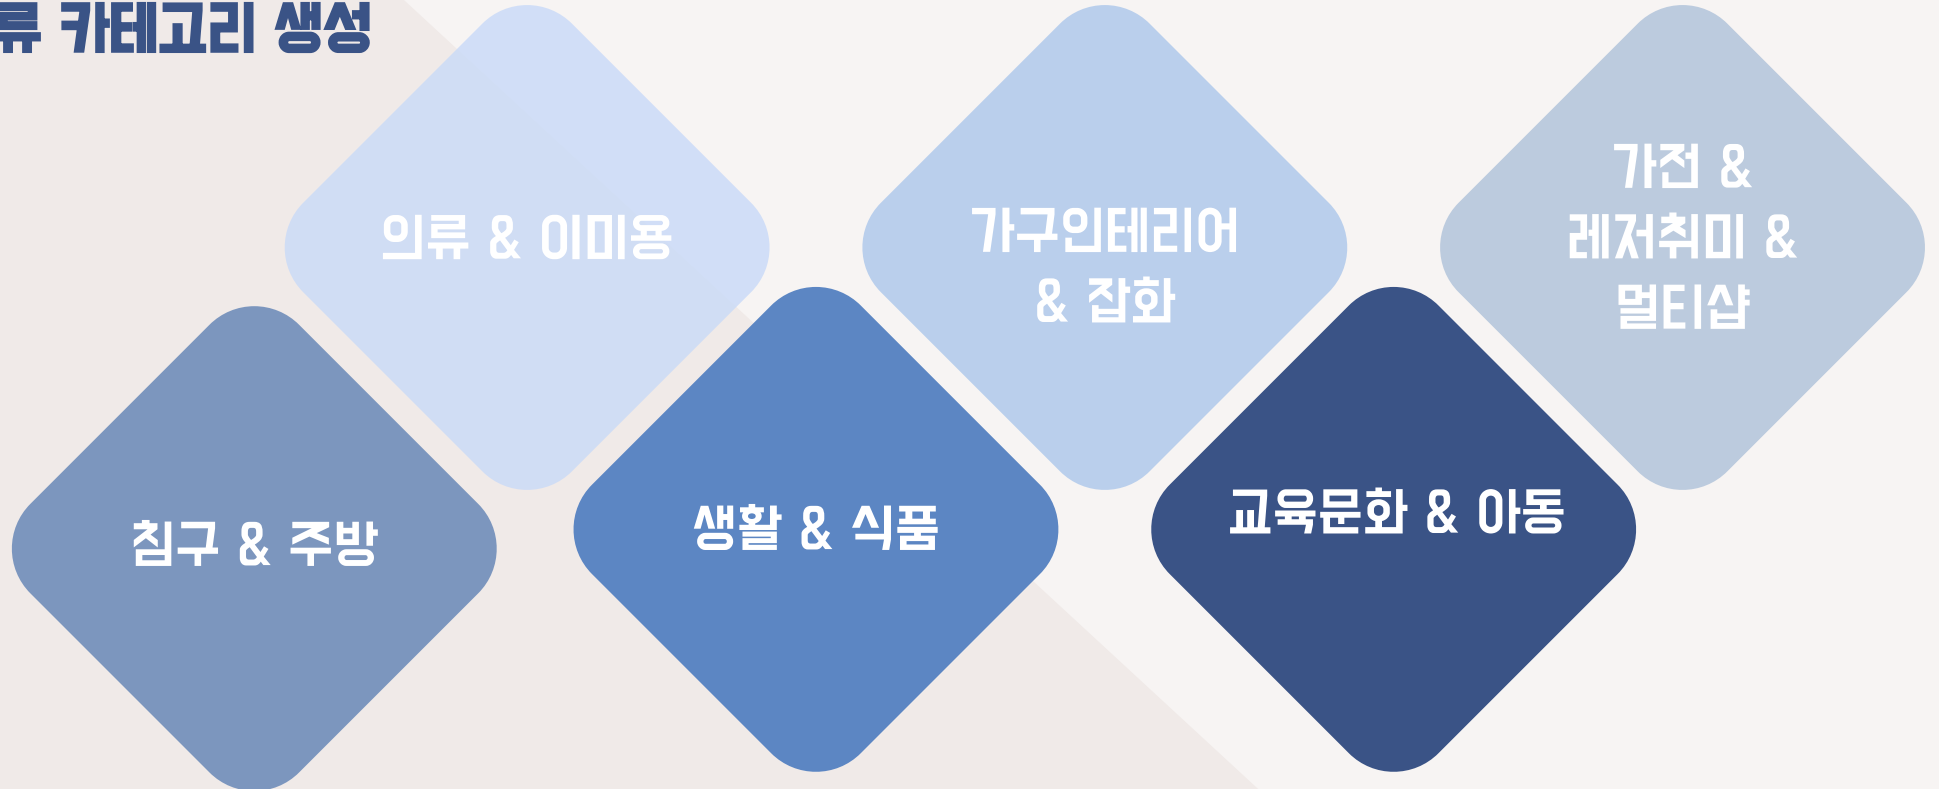 류 카테고리 생성
의류 & 이미용
가구인테리어
& 잡화
가전 &
레저취미 &
멀티샵
침구 & 주방
생활 & 식품
교육문화 & 아동